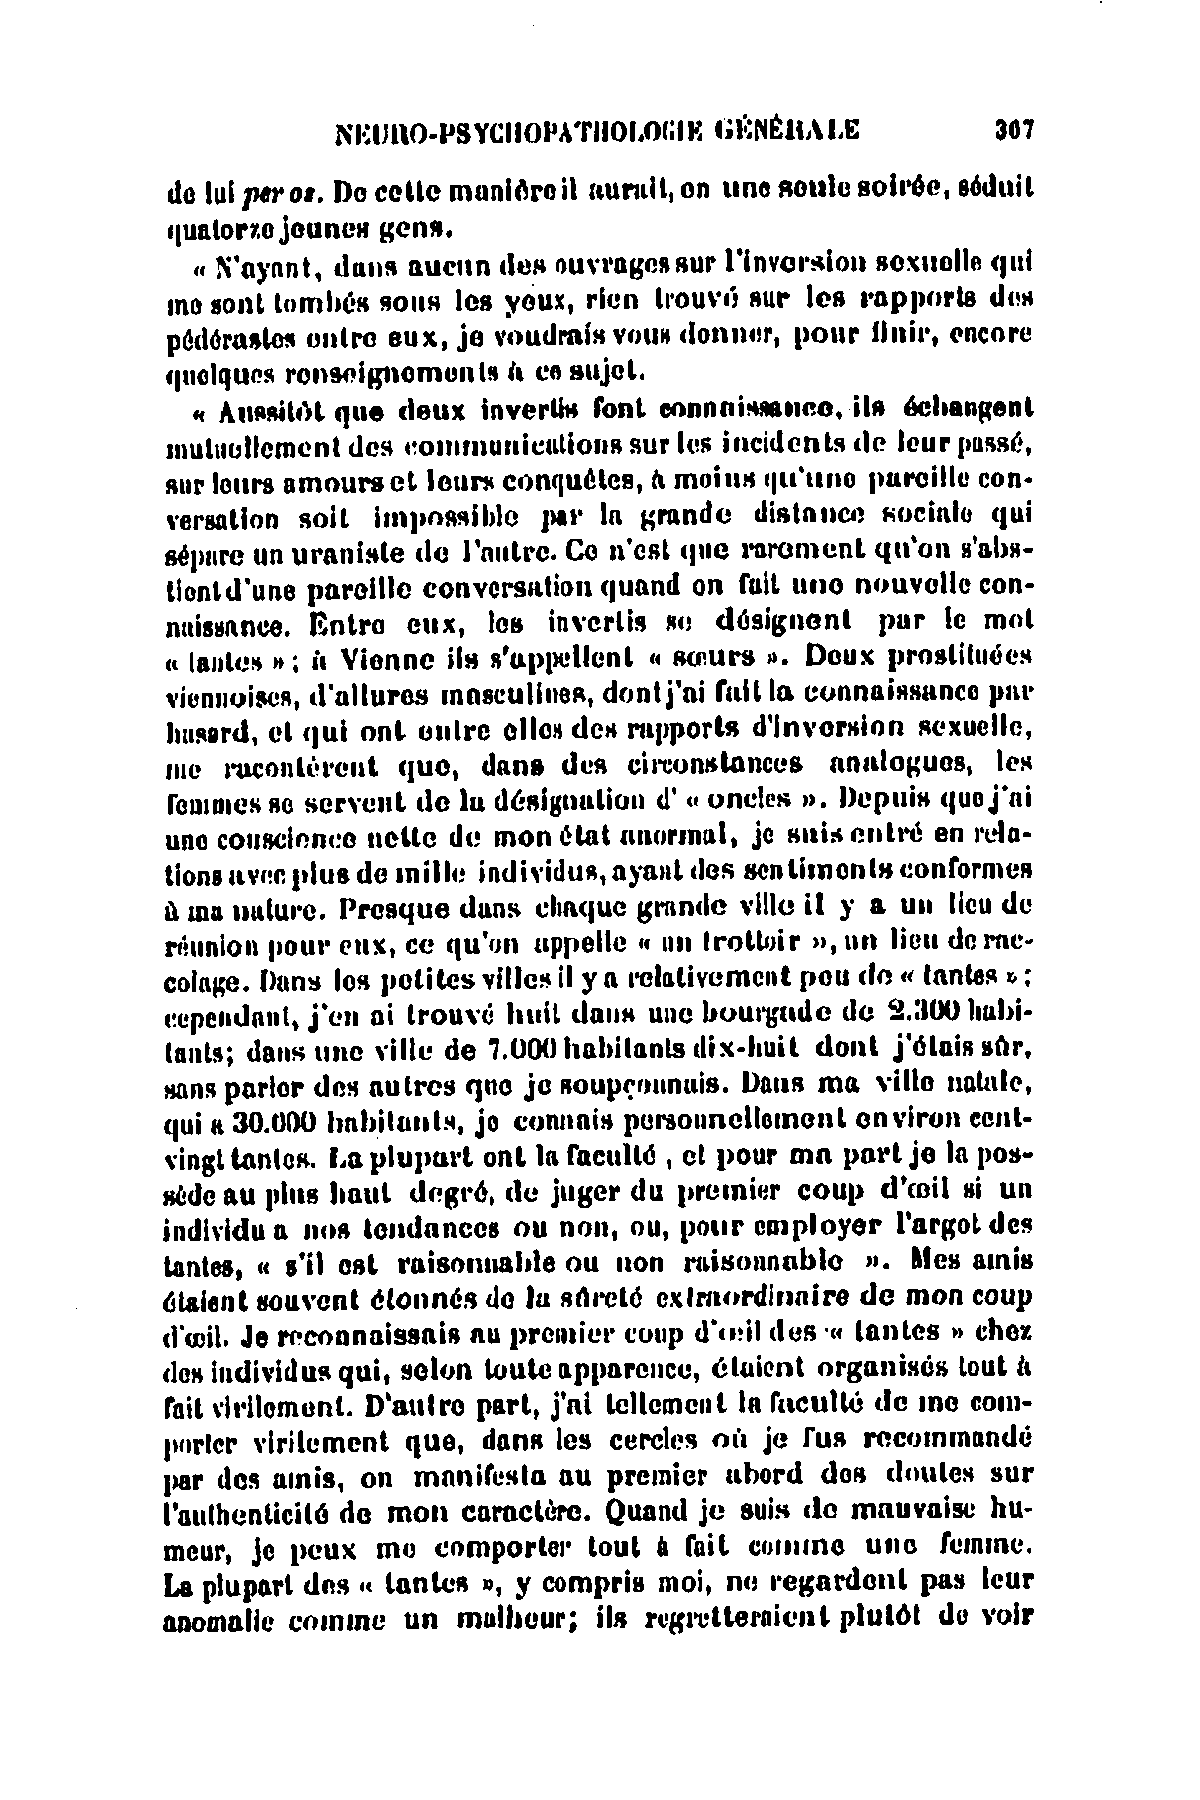 NEURO-PSYCHOPATHOLOGIE GÉNÉRALE 307
de lui per os. De cette manière il aurait, en une seule soirée, séduit
quatorze jeunes gens.
« N'ayant, dans aucun des ouvrages sur l'inversion sexuelle qui
me sont tombés sous les yeux, rien trouvé sur les rapports des
pédérastes entre eux, je voudrais vous donner, pour finir, encore
quelques renseignements à ce sujet.
« Aussitôt que deux invertis font connaissance, ils échangent
mutuellement des communications sur les incidents de leur passé,
sur leurs amours et leurs conquêtes, à moins qu'une pareille con-
versation soit impossible par la grande distance sociale qui
sépare un uraniste de l'autre. Ce n'est que rarement qu'on s'abs-
tient d'une pareille conversation quand on fait une nouvelle con-
naissance. Entre eux, les invertis se désignent par le mot
« tantes » ; à Vienne ils s'appellent « sœurs ». Deux prostituées
viennoises, d'allures masculines, dont j'ai fait la connaissance par
hasard, et qui ont entre elles des rapports d'inversion sexuelle,
me racontèrent que, dans des circonstances analogues, les
femmes se servent de la désignation d' « oncles ». Depuis que j'ai
une conscience nette de mon état anormal, je suis entré en rela-
tions avec plus de mille individus, ayant des sentiments conformes
à ma nature. Presque dans chaque grande ville il y a un lieu de
réunion pour eux, ce qu'on appelle « un trottoir », un lieu de rac-
colage. Dans les petites villes il y a relativement peu de « tantes » ;
cependant, j'en ai trouvé huit dans une bourgade de 2.300 habi-
tants; dans une ville de 7.000 habitants dix-huit dont j'étais sûr,
sans parler des autres que je soupçonnais. Dans ma ville natale,
qui a 30.000 habitants, je connais personnellement environ cent-
vingt tantes. La plupart ont la faculté , et pour ma part je la pos-
sède au plus haut degré, de juger du premier coup d'œil si un
individu a nos tendances ou non, ou, pour employer l'argot des
tantes, « s'il est raisonnable ou non raisonnable ». Mes amis
étaient souvent étonnés de la sûreté extraordinaire de mon coup
d'œil. Je reconnaissais au premier coup d'œil des « tantes » chez
des individus qui, selon toute apparence, étaient organisés tout à
fait virilement. D'autre part, j'ai tellement la faculté de me com-
porter virilement que, dans les cercles où je fus recommandé
par des amis, on manifesta au premier abord des doutes sur
l'authenticité de mon caractère. Quand je suis de mauvaise hu-
meur, je peux me comporter tout à fait comme une femme.
La plupart des « tantes », y compris moi, ne regardent pas leur
anomalie comme un malheur; ils regretteraient plutôt de voir